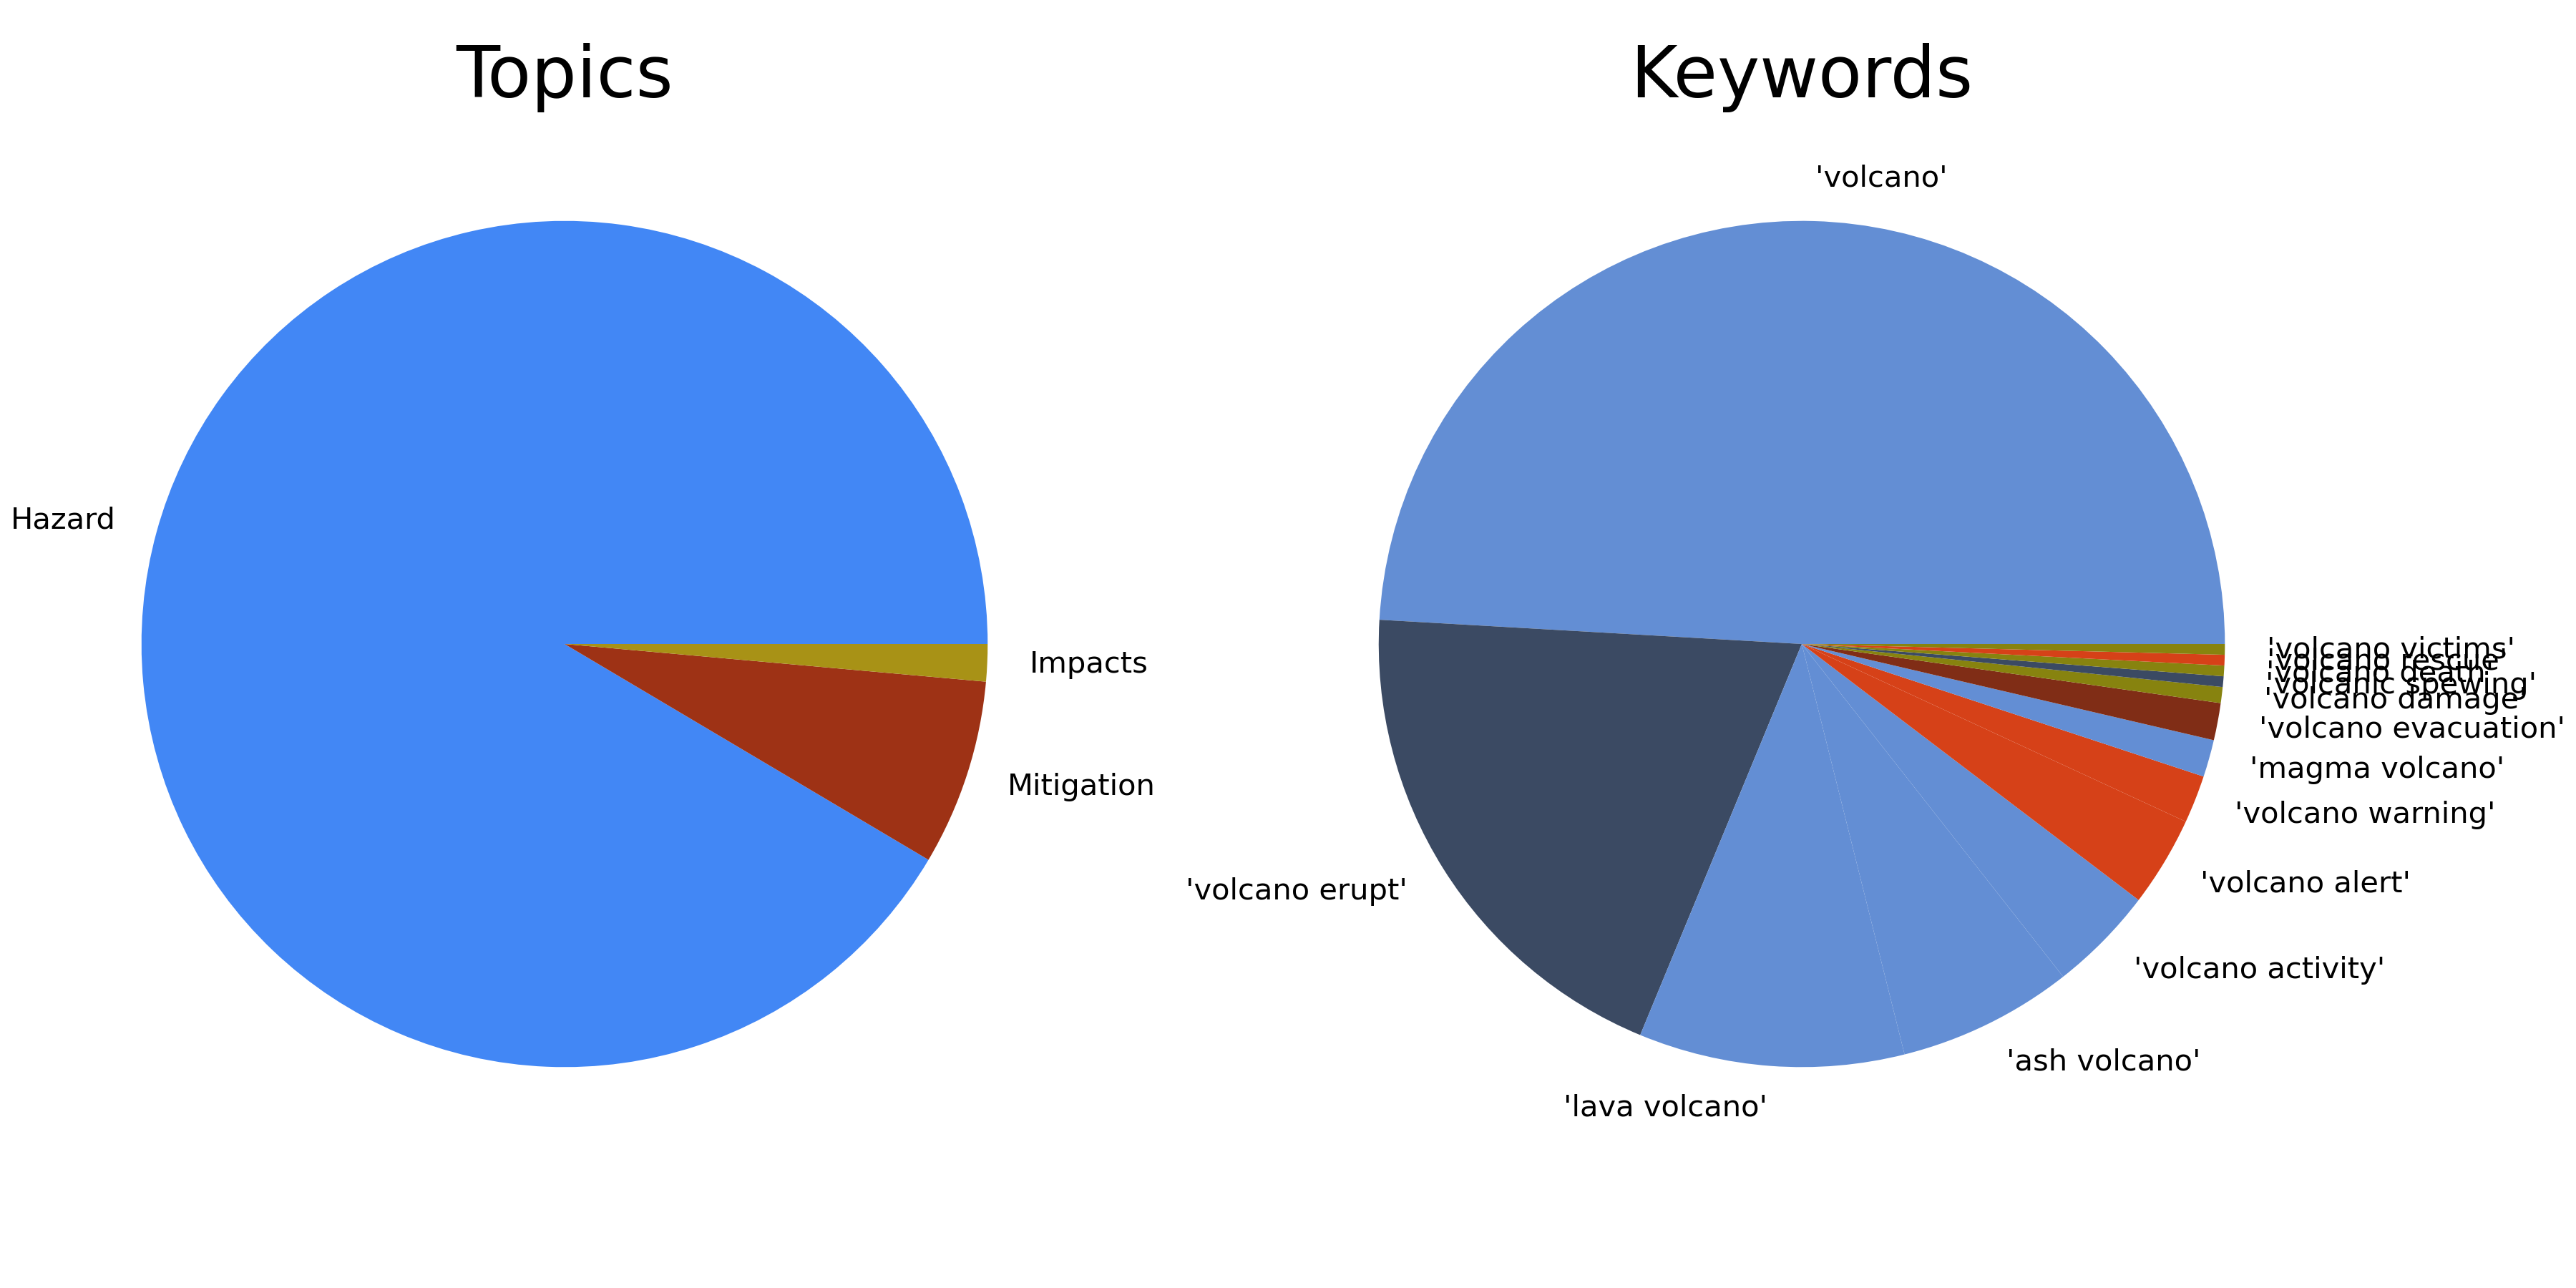 Topics
Hazard
Impacts
Mitigation
Keywords
'volcano'
'volcano erupt'
'lava volcano'
'ash volcano'
'volcano activity'
'volcano alert'
'volcano warning'
'magma volcano'
'volcano evacuation'
'volcano damage'
'volcanic spewing'
'volcano death'
'volcano rescue'
'volcano victims'